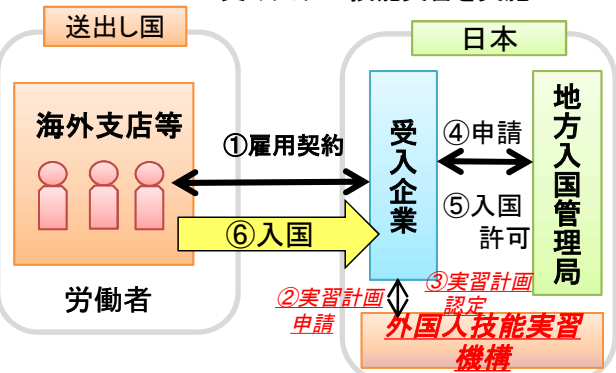 送出し国
日本
海外支店等
労働者
①雇用契約
⑥入国
受入企業
④申請
⑤入国
許可
地方入国管理局
②実習計画
申請
③実習計画
認定
外国人技能実習
機構